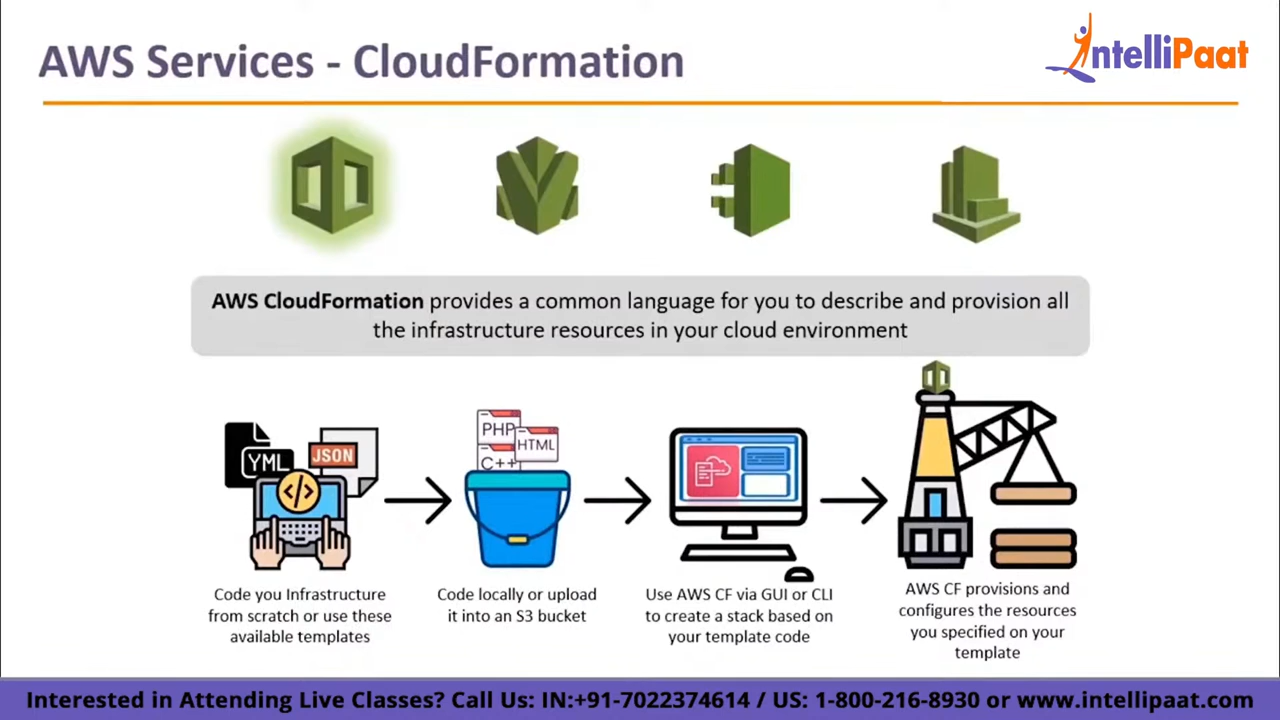 AWS Services - CloudFormation
IntelliPaat
AWS CloudFormation provides a common language for you to describe and provision all
the infrastructure resources in your cloud environment
YML
JSON
</>
PHP
HTML
C++
Code you Infrastructure
from scratch or use these
available templates
Code locally or upload
it into an S3 bucket
Use AWS CF via GUI or CLI
to create a stack based on
your template code
AWS CF provisions and
configures the resources
you specified on your
template
Interested in Attending Live Classes? Call Us: IN:+91-7022374614 / US: 1-800-216-8930 or www.intellipaat.com